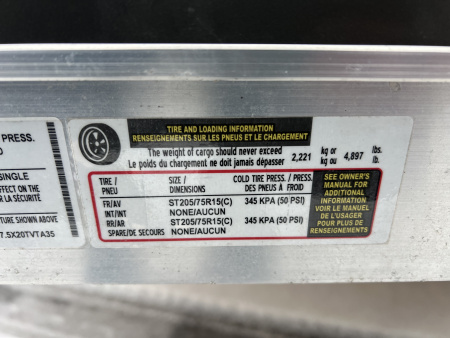 PRESS.
SINGLE
EFFECT ON THE
R LA SÉCURITÉ
TURE SHOWN ABOVE
7.5X20TVTA35
TIRE AND LOADING INFORMATION
RENSEIGNEMENTS SUR LES PNEUS ET LE CHARGEMENT
The weight of cargo should never exceed kg or lbs.
Le poids du chargement ne doit jamais dépasser 2,221 kg ou 4,897 lb.
TIRE / SIZE / COLD TIRE PRESS. /
PNEU DIMENSIONS DES PNEUS À FROID
FR/AV ST205/75R15(C) 345 KPA (50 PSI)
INT/INT NONE/AUCUN
RR/AR ST205/75R15(C) 345 KPA (50 PSI)
SPARE/DE SECOURS NONE/AUCUN
SEE OWNER'S
MANUAL FOR
ADDITIONAL
INFORMATION
VOIR LE MANUEL
DE L'USAGER
POUR PLUS DE
RENSEIGNEMENTS